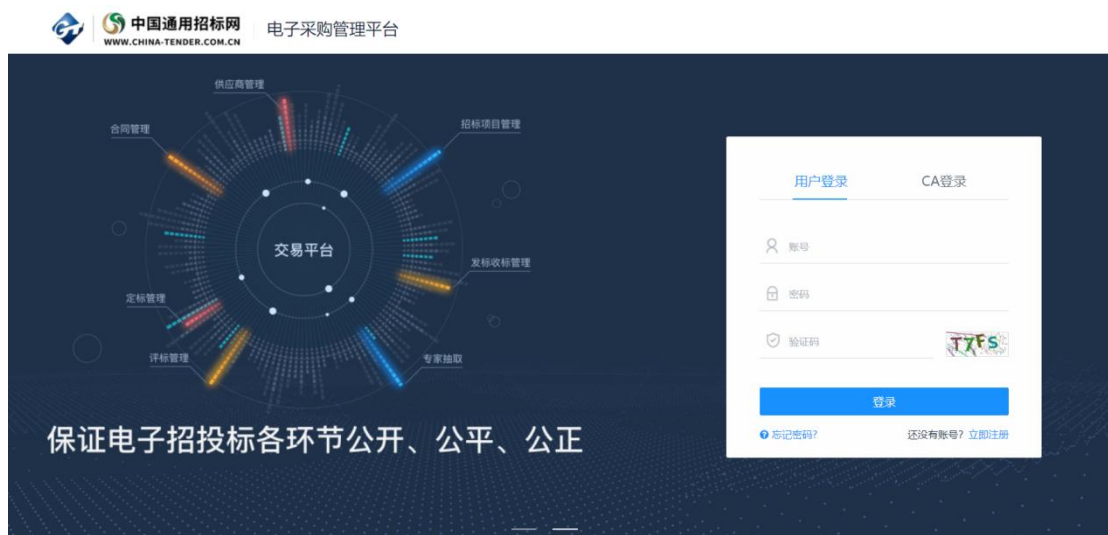 中国通用招标网
WWW.CHINA-TENDER.COM.CN
电子采购管理平台
供应商管理
合同管理
招标项目管理
交易平台
发标收标管理
定标管理
评标管理
专家抽取
保证电子招投标各环节公开、公平、公正
用户登录 CA登录
账号
密码
验证码
T7FS
登录
忘记密码? 还没有账号? 立即注册